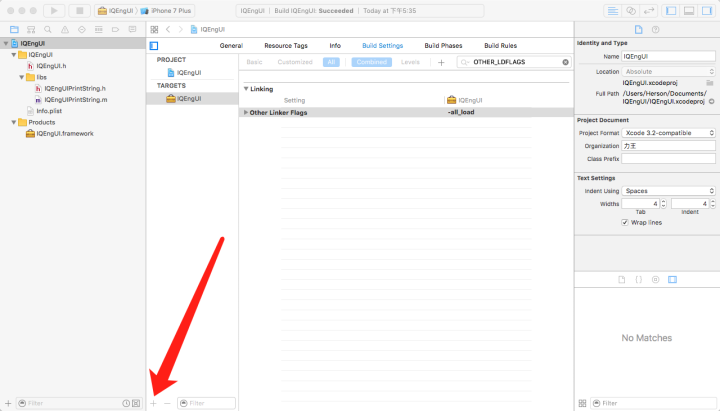 IQEngUI
iPhone 7 Plus
IQEngUI | Build IQEngUI: Succeeded | Today at 下午5:35
IQEngUI
IQEngUI
IQEngUI
IQEngUI.h
libs
IQEngUIPrintString.h
IQEngUIPrintString.m
Info.plist
Products
IQEngUI.framework
Filter
IQEngUI
General
Resource Tags
Info
Build Settings
Build Phases
Build Rules
PROJECT
IQEngUI
TARGETS
IQEngUI
Filter
Basic
Customized
All
Combined
Levels
OTHER_LDFLAGS
Linking
Setting
IQEngUI
Other Linker Flags
-all_load
Identity and Type
Name IQEngUI
Location Absolute
IQEngUI.xcodeproj
Full Path /Users/Herson/Documents/
IQEngUI/IQEngUI.xcodeproj
Project Document
Project Format Xcode 3.2-compatible
Organization 力王
Class Prefix
Text Settings
Indent Using Spaces
Widths 4 4
Tab Indent
Wrap lines
No Matches
Filter